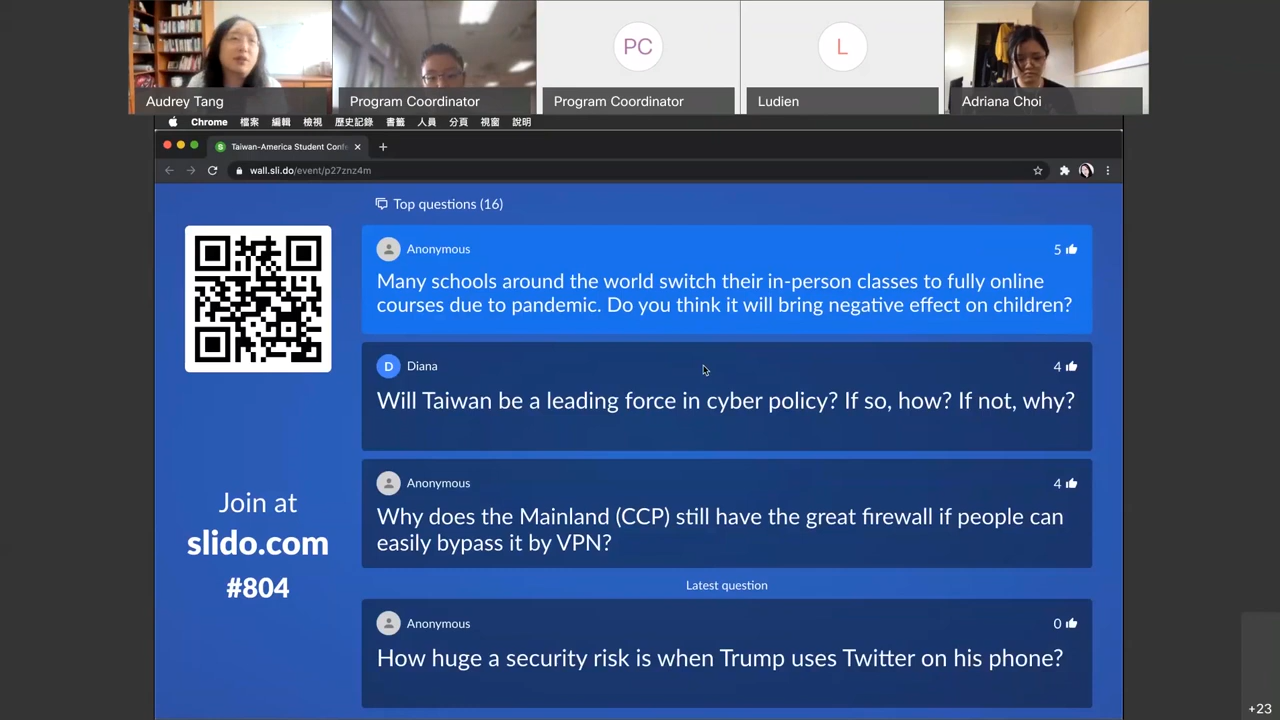 PC
L
Audrey Tang
Program Coordinator
Program Coordinator
Ludien
Adriana Choi
Chrome 檔案 編輯 檢視 歷史記錄 書籤 人員 分頁 視窗 說明
Taiwan-America Student Conf
wall.sli.do/event/p27znz4m
Top questions (16)
Anonymous
5
Many schools around the world switch their in-person classes to fully online
courses due to pandemic. Do you think it will bring negative effect on children?
D
Diana
4
Will Taiwan be a leading force in cyber policy? If so, how? If not, why?
Anonymous
4
Why does the Mainland (CCP) still have the great firewall if people can
easily bypass it by VPN?
Join at
slido.com
#804
Latest question
Anonymous
0
How huge a security risk is when Trump uses Twitter on his phone?
+23